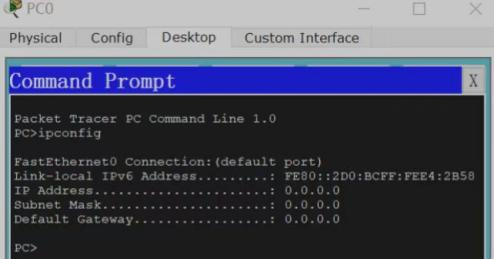 PC0
Physical Config Desktop Custom Interface
Command Prompt X
Packet Tracer PC Command Line 1.0
PC>ipconfig
FastEthernet0 Connection:(default port)
Link-local IPv6 Address.........: FE80::2D0:BCFF:FEE4:2B58
IP Address......................: 0.0.0.0
Subnet Mask.....................: 0.0.0.0
Default Gateway.................: 0.0.0.0
PC>